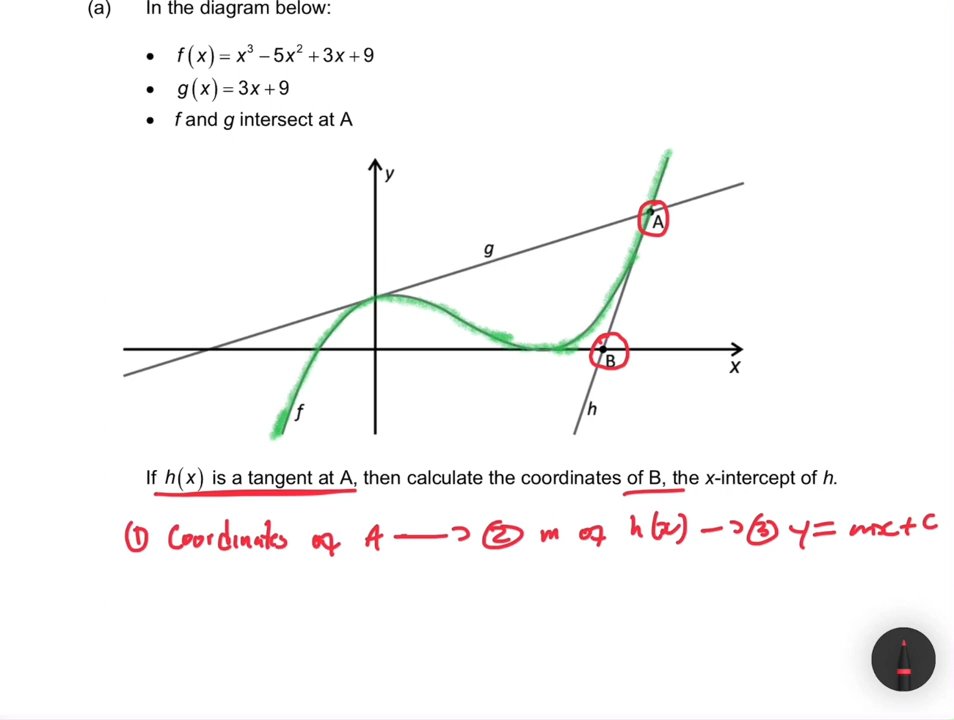 (a) In the diagram below:
• f(x) = x³ − 5x² + 3x + 9
• g(x) = 3x + 9
• f and g intersect at A
y
A
g
B
x
f
h
If h(x) is a tangent at A, then calculate the coordinates of B, the x-intercept of h.
① Coordinates of A → ② m of h(x) → ③ y = mx + c